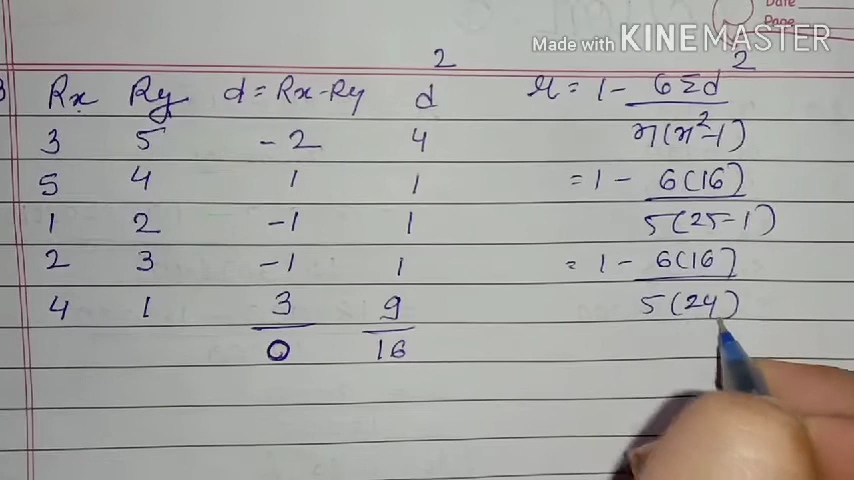 Date
Page
Made with KINEMASTER
Rx Ry d = Rx - Ry d² r = 1 - 6Σd² / n(n²-1)
3 5 -2 4
5 4 1 1 = 1 - 6(16) / 5(25-1)
1 2 -1 1
2 3 -1 1 = 1 - 6(16) / 5(24)
4 1 3 9
0 16